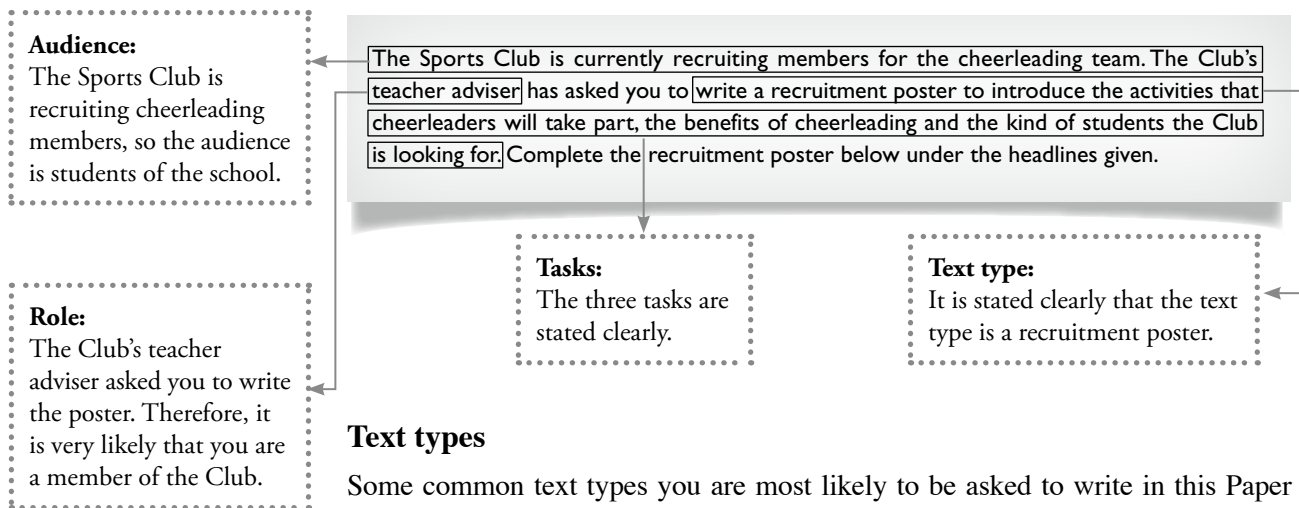 Audience:
The Sports Club is
recruiting cheerleading
members, so the audience
is students of the school.
The Sports Club is currently recruiting members for the cheerleading team. The Club's
teacher adviser has asked you to write a recruitment poster to introduce the activities that
cheerleaders will take part, the benefits of cheerleading and the kind of students the Club
is looking for. Complete the recruitment poster below under the headlines given.
Tasks:
The three tasks are
stated clearly.
Text type:
It is stated clearly that the text
type is a recruitment poster.
Role:
The Club's teacher
adviser asked you to write
the poster. Therefore, it
is very likely that you are
a member of the Club.
Text types
Some common text types you are most likely to be asked to write in this Paper